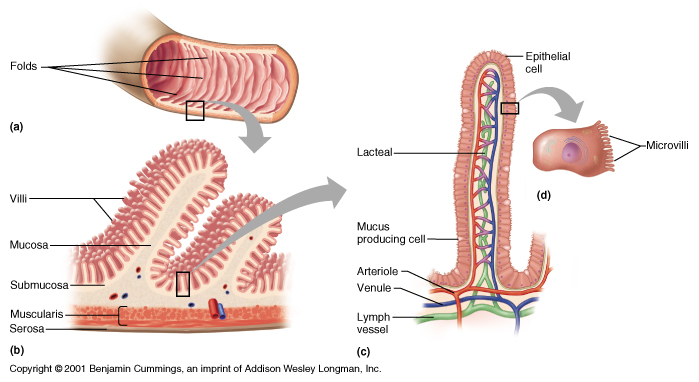 Folds
(a)
Villi
Mucosa
Submucosa
Muscularis
Serosa
(b)
Epithelial
cell
Lacteal
Microvilli
(d)
Mucus
producing cell
Arteriole
Venule
Lymph
vessel
(c)
Copyright © 2001 Benjamin Cummings, an imprint of Addison Wesley Longman, Inc.